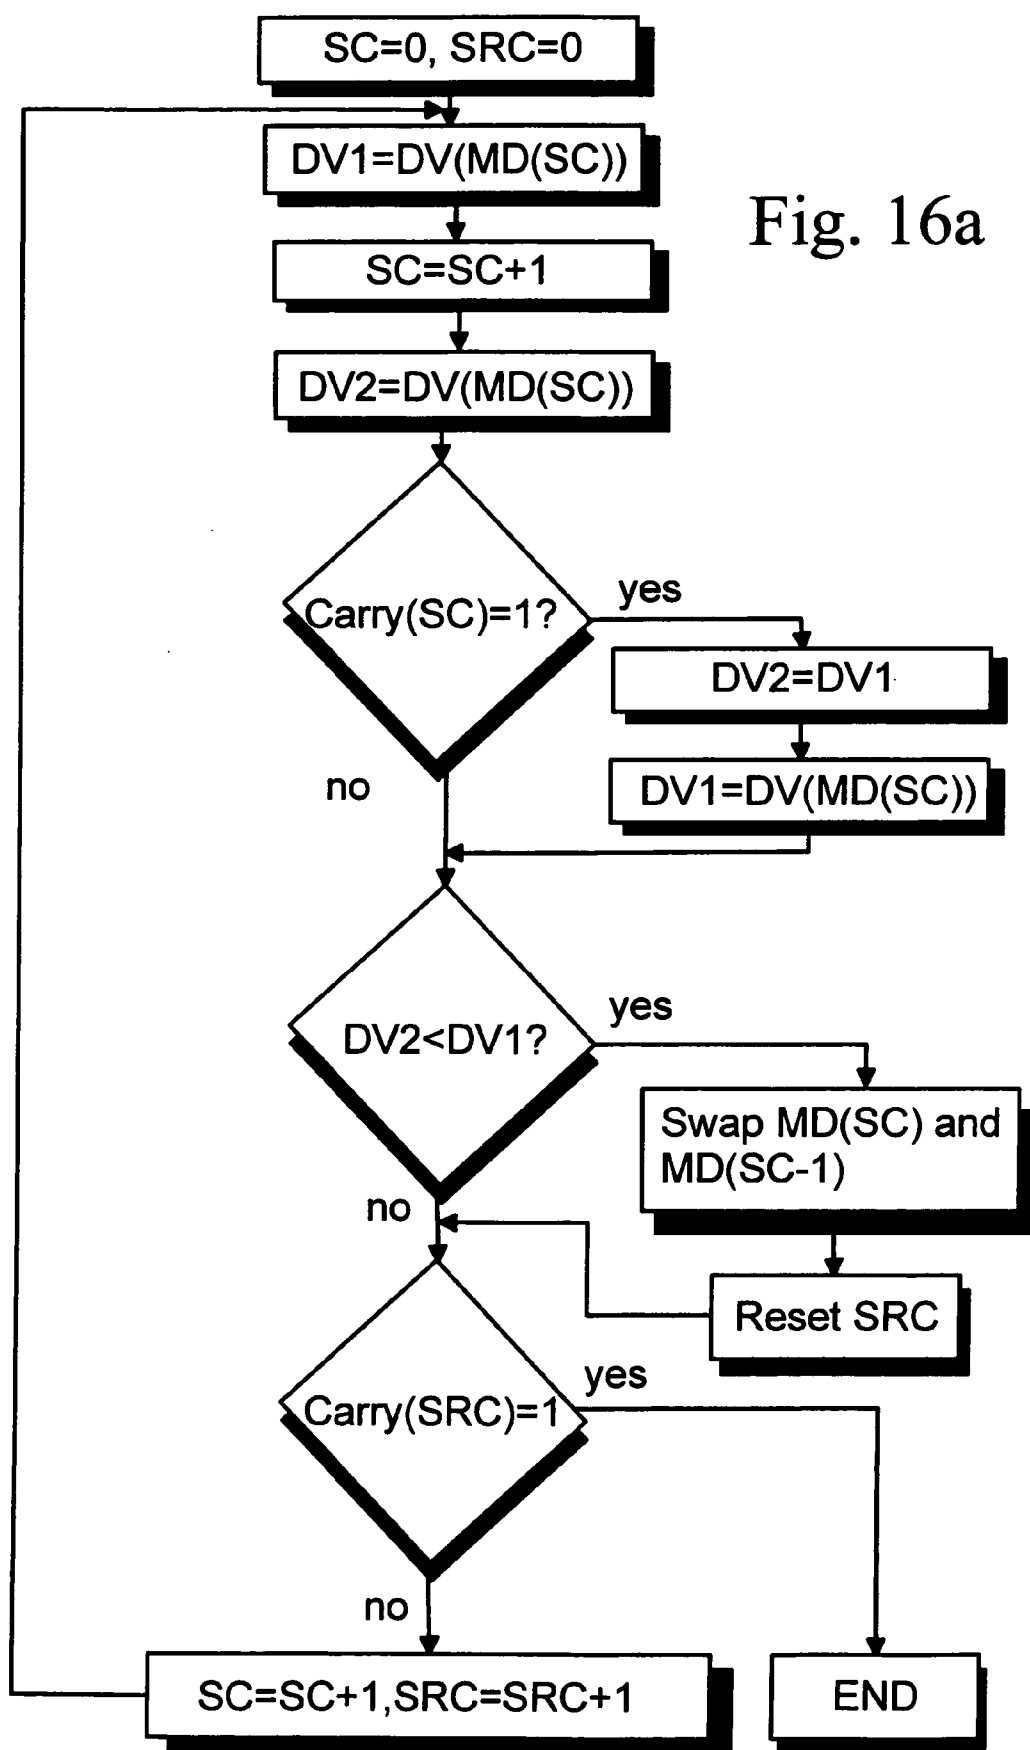 SC=0, SRC=0
DV1=DV(MD(SC))
Fig. 16a
SC=SC+1
DV2=DV(MD(SC))
Carry(SC)=1?
yes
DV2=DV1
DV1=DV(MD(SC))
no
DV2<DV1?
yes
Swap MD(SC) and
MD(SC-1)
no
Reset SRC
Carry(SRC)=1
yes
no
SC=SC+1,SRC=SRC+1
END